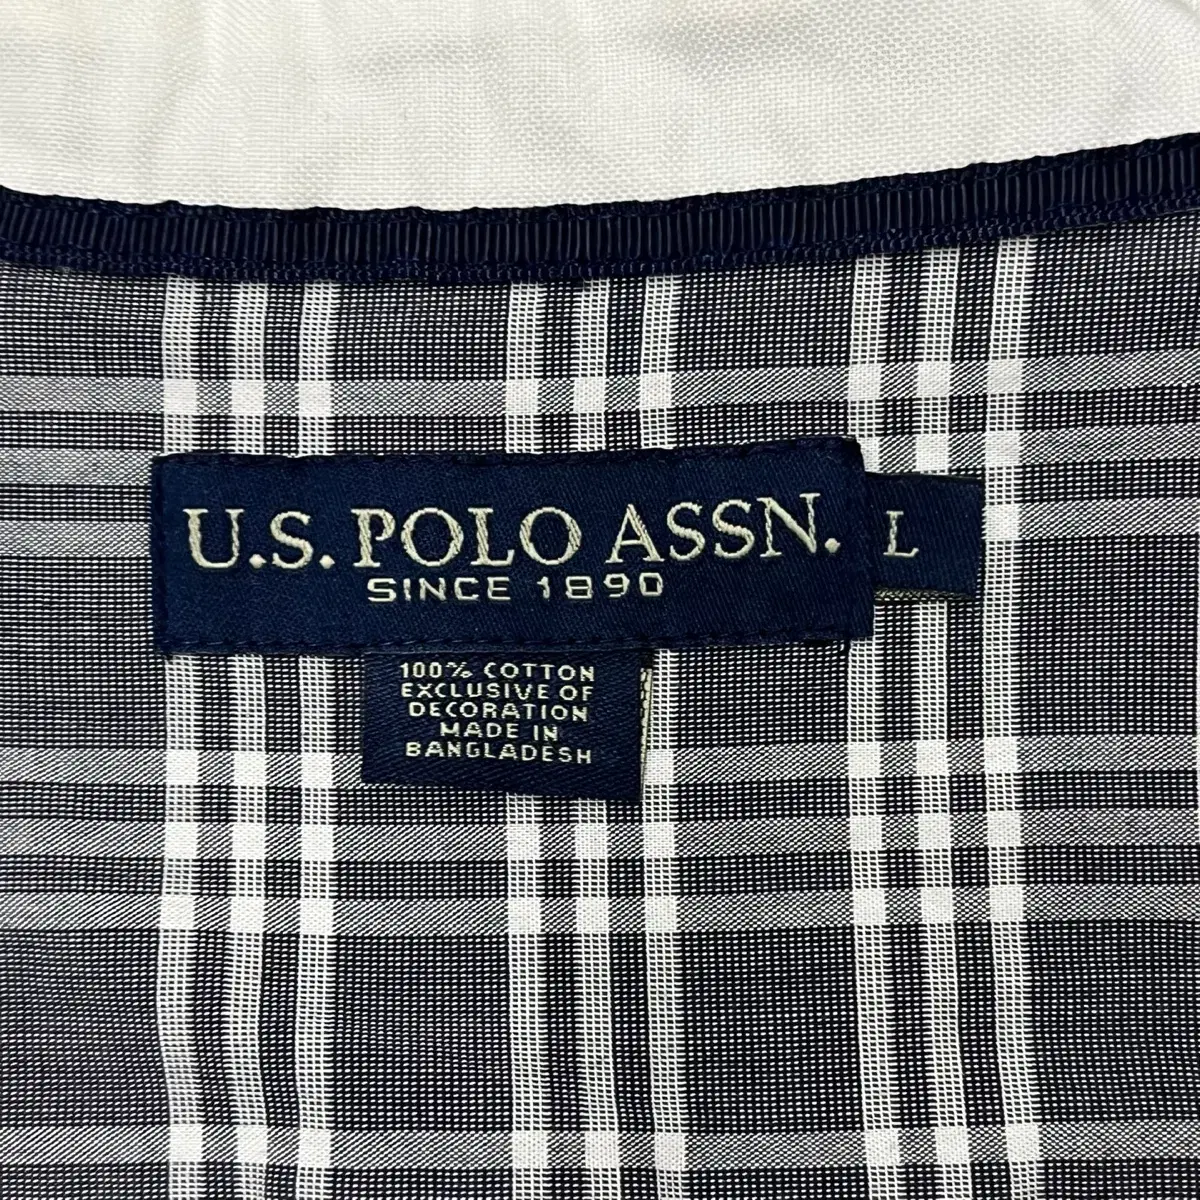 U.S. POLO ASSN.
SINCE 1890
L
100% COTTON
EXCLUSIVE OF
DECORATION
MADE IN
BANGLADESH